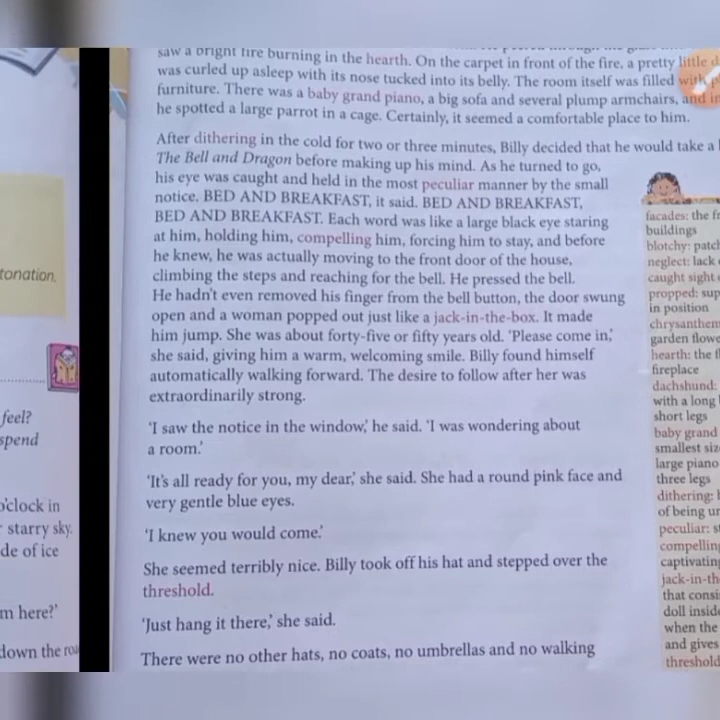 tonation.
feel?
spend
o'clock in
starry sky.
de of ice
m here?'
down the
saw a bright fire burning in the hearth. On the carpet in front of the fire, a pretty little
was curled up asleep with its nose tucked into its belly. The room itself was filled with
furniture. There was a baby grand piano, a big sofa and several plump armchairs, and in
he spotted a large parrot in a cage. Certainly, it seemed a comfortable place to him.
After dithering in the cold for two or three minutes, Billy decided that he would take a
The Bell and Dragon before making up his mind. As he turned to go,
his eye was caught and held in the most peculiar manner by the small
notice. BED AND BREAKFAST, it said. BED AND BREAKFAST,
BED AND BREAKFAST. Each word was like a large black eye staring
at him, holding him, compelling him, forcing him to stay, and before
he knew, he was actually moving to the front door of the house,
climbing the steps and reaching for the bell. He pressed the bell.
He hadn't even removed his finger from the bell button, the door swung
open and a woman popped out just like a jack-in-the-box. It made
him jump. She was about forty-five or fifty years old. 'Please come in,'
she said, giving him a warm, welcoming smile. Billy found himself
automatically walking forward. The desire to follow after her was
extraordinarily strong.
'I saw the notice in the window,' he said. 'I was wondering about
a room.'
'It's all ready for you, my dear,' she said. She had a round pink face and
very gentle blue eyes.
'I knew you would come.'
She seemed terribly nice. Billy took off his hat and stepped over the
threshold.
'Just hang it there,' she said.
There were no other hats, no coats, no umbrellas and no walking
facades: the
buildings
blotchy: patch
neglect: lack
caught sight
propped: sup
in position
chrysanthem
garden flowe
hearth: the
fireplace
dachshund:
with a long
short legs
baby grand
smallest siz
large piano
three legs
dithering:
of being un
peculiar: st
compelling
captivating
jack-in-th
that consi
doll inside
when the
and gives
threshold